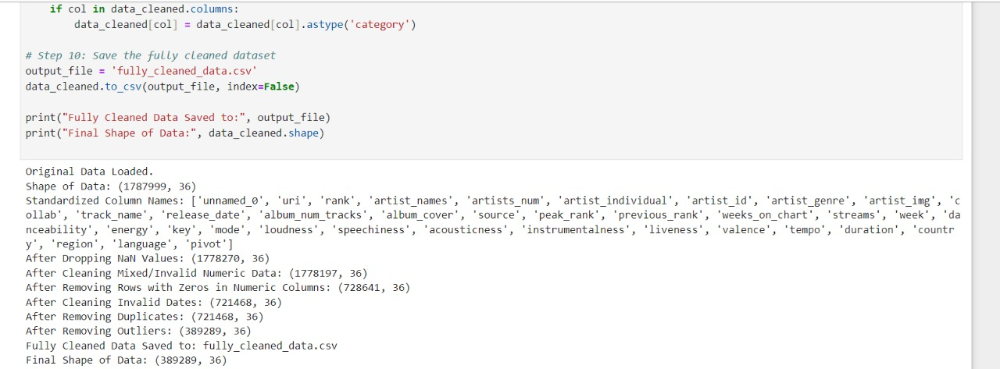 if col in data_cleaned.columns:
data_cleaned[col] = data_cleaned[col].astype('category')
# Step 10: Save the fully cleaned dataset
output_file = 'fully_cleaned_data.csv'
data_cleaned.to_csv(output_file, index=False)
print("Fully Cleaned Data Saved to:", output_file)
print("Final Shape of Data:", data_cleaned.shape)
Original Data Loaded.
Shape of Data: (1787999, 36)
Standardized Column Names: ['unnamed_0', 'uri', 'rank', 'artist_names', 'artists_num', 'artist_individual', 'artist_id', 'artist_genre', 'artist_img', 'c
ollab', 'track_name', 'release_date', 'album_num_tracks', 'album_cover', 'source', 'peak_rank', 'previous_rank', 'weeks_on_chart', 'streams', 'week', 'da
nceability', 'energy', 'key', 'mode', 'loudness', 'speechiness', 'acousticness', 'instrumentalness', 'liveness', 'valence', 'tempo', 'duration', 'countr
y', 'region', 'language', 'pivot']
After Dropping NaN Values: (1778270, 36)
After Cleaning Mixed/Invalid Numeric Data: (1778197, 36)
After Removing Rows with Zeros in Numeric Columns: (728641, 36)
After Cleaning Invalid Dates: (721468, 36)
After Removing Duplicates: (721468, 36)
After Removing Outliers: (389289, 36)
Fully Cleaned Data Saved to: fully_cleaned_data.csv
Final Shape of Data: (389289, 36)